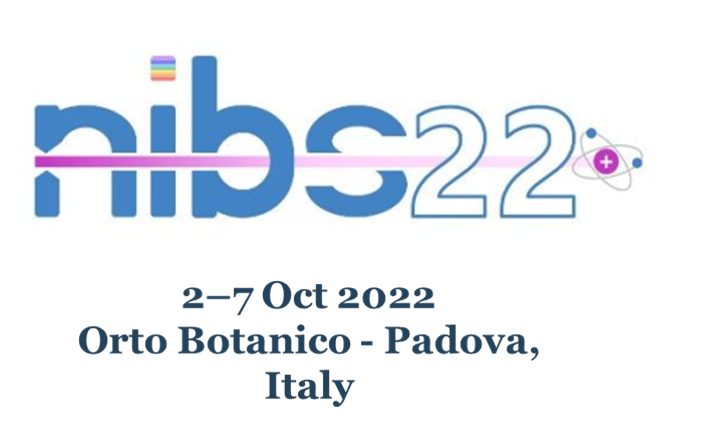 nibs22
+
2–7 Oct 2022
Orto Botanico - Padova,
Italy